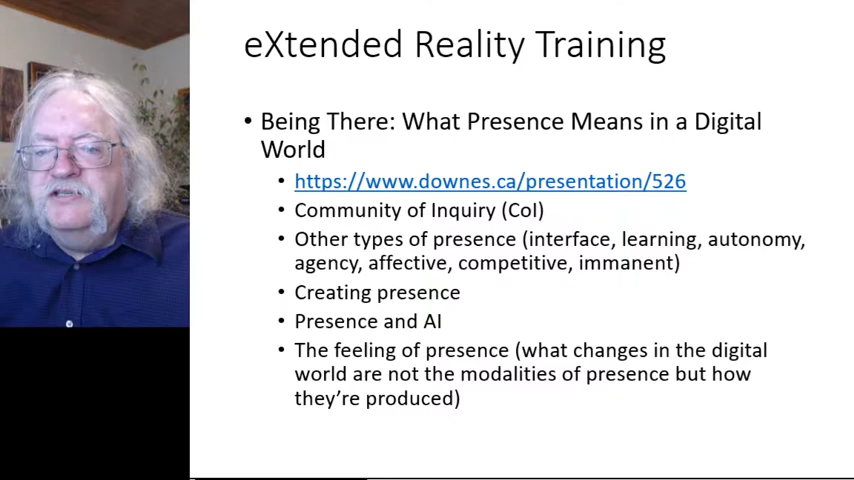 eXtended Reality Training
• Being There: What Presence Means in a Digital
World
• https://www.downes.ca/presentation/526
• Community of Inquiry (CoI)
• Other types of presence (interface, learning, autonomy,
agency, affective, competitive, immanent)
• Creating presence
• Presence and AI
• The feeling of presence (what changes in the digital
world are not the modalities of presence but how
they’re produced)